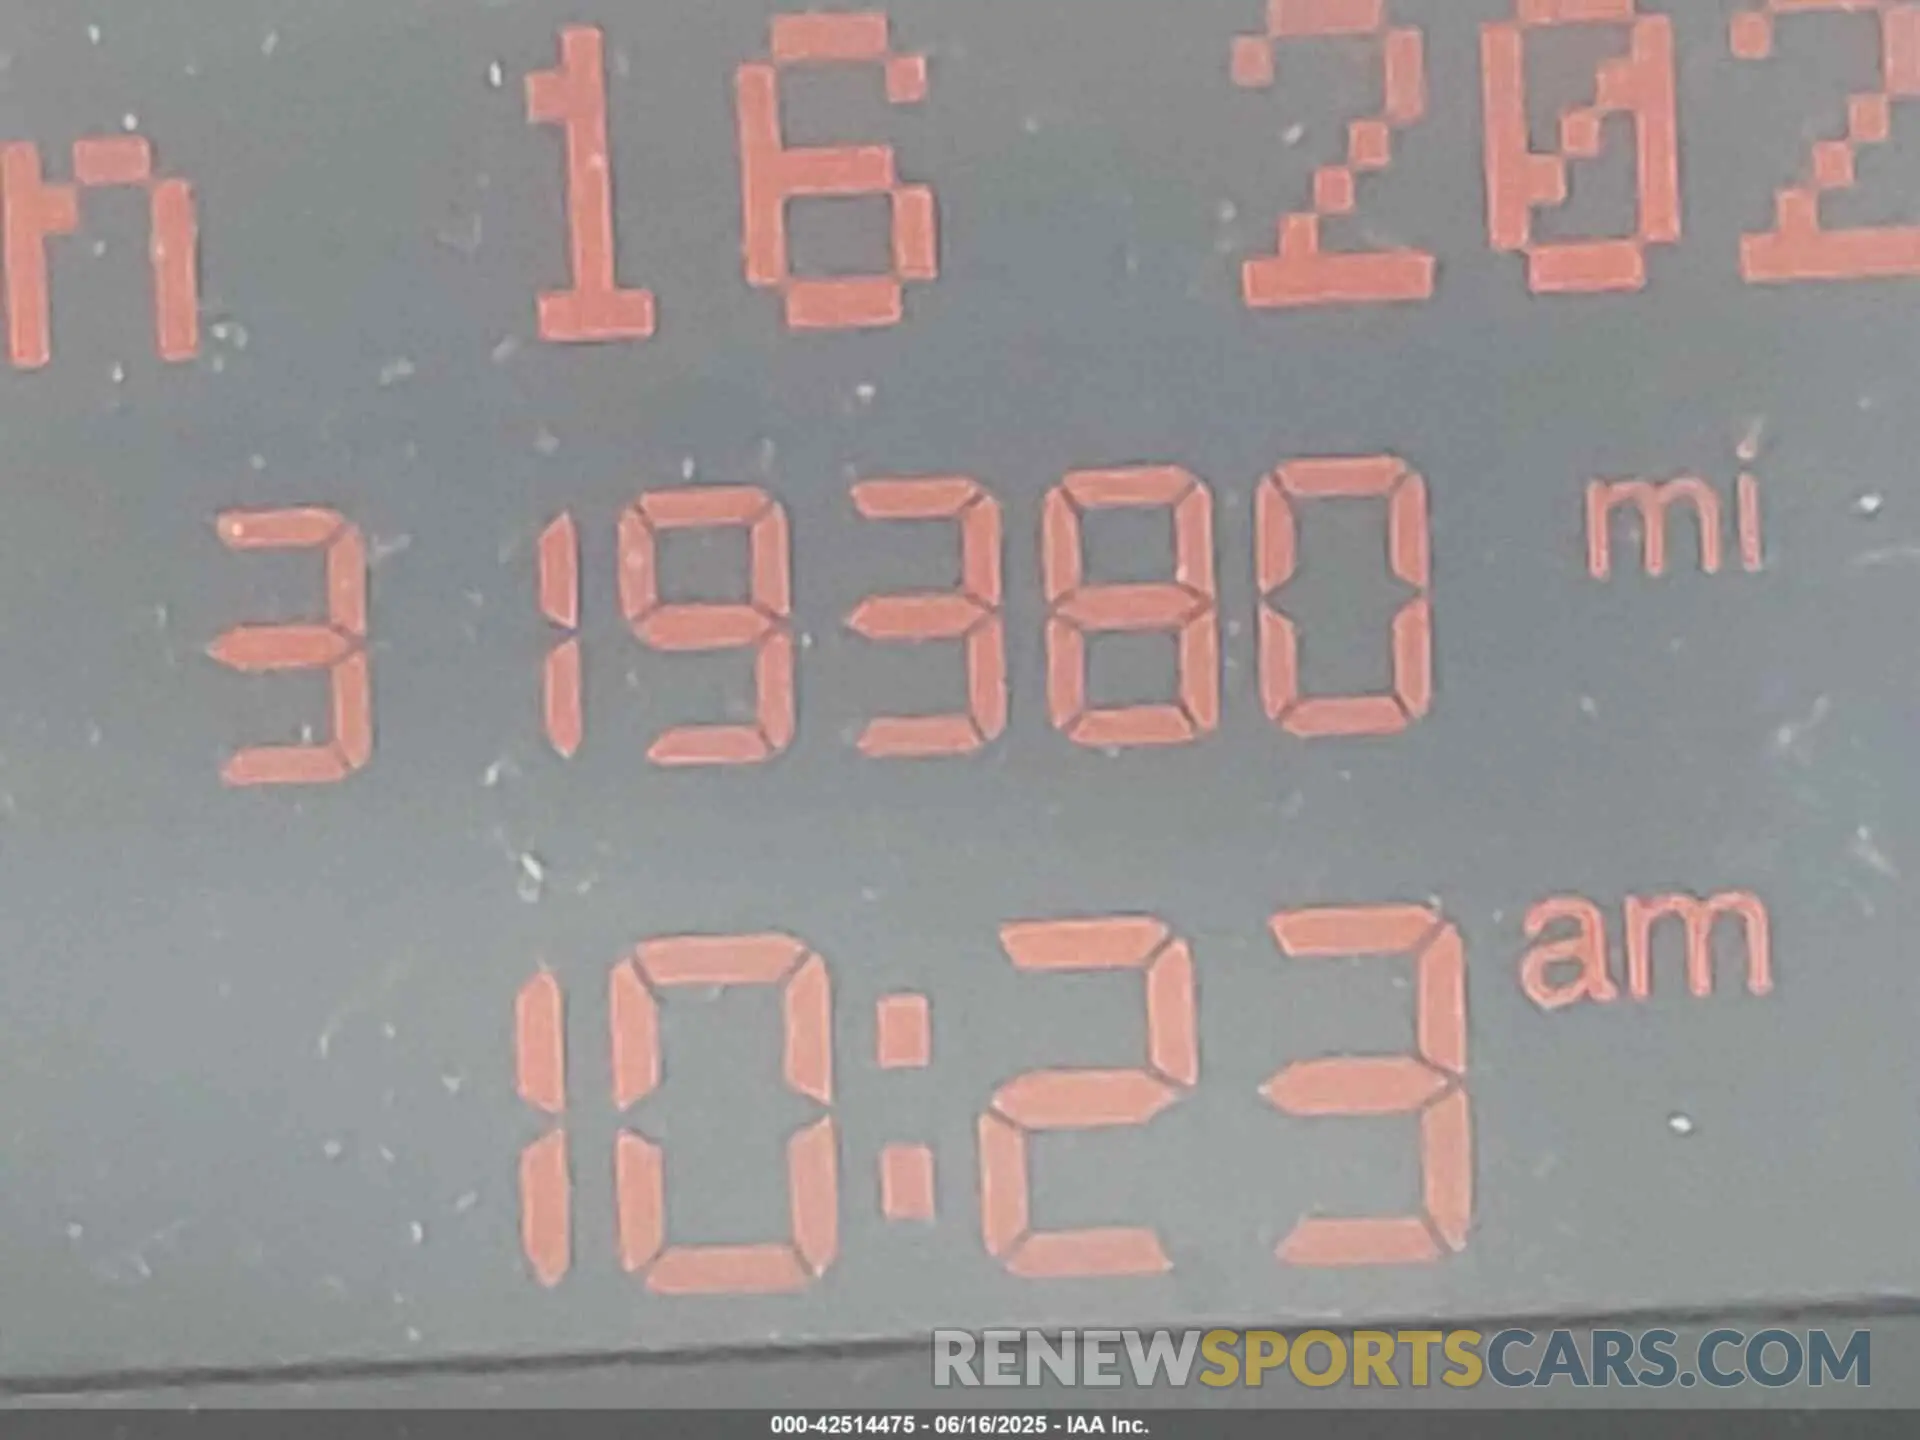 n 16 202
319380 mi
10:23 am
RENEWSPORTSCARS.COM
000-42514475 - 06/16/2025 - IAA Inc.